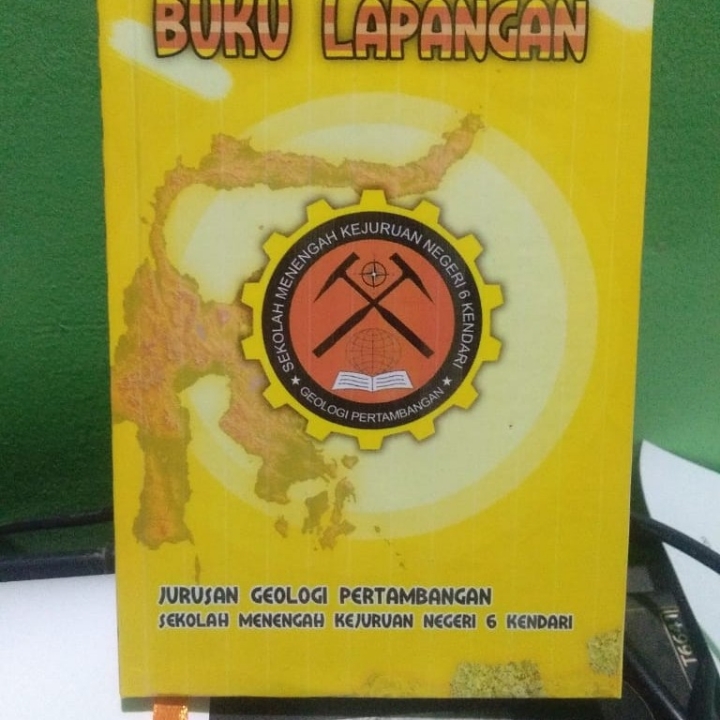 BUKU LAPANGAN
SEKOLAH MENENGAH KEJURUAN NEGERI 6 KENDARI
★ GEOLOGI PERTAMBANGAN ★
JURUSAN GEOLOGI PERTAMBANGAN
SEKOLAH MENENGAH KEJURUAN NEGERI 6 KENDARI